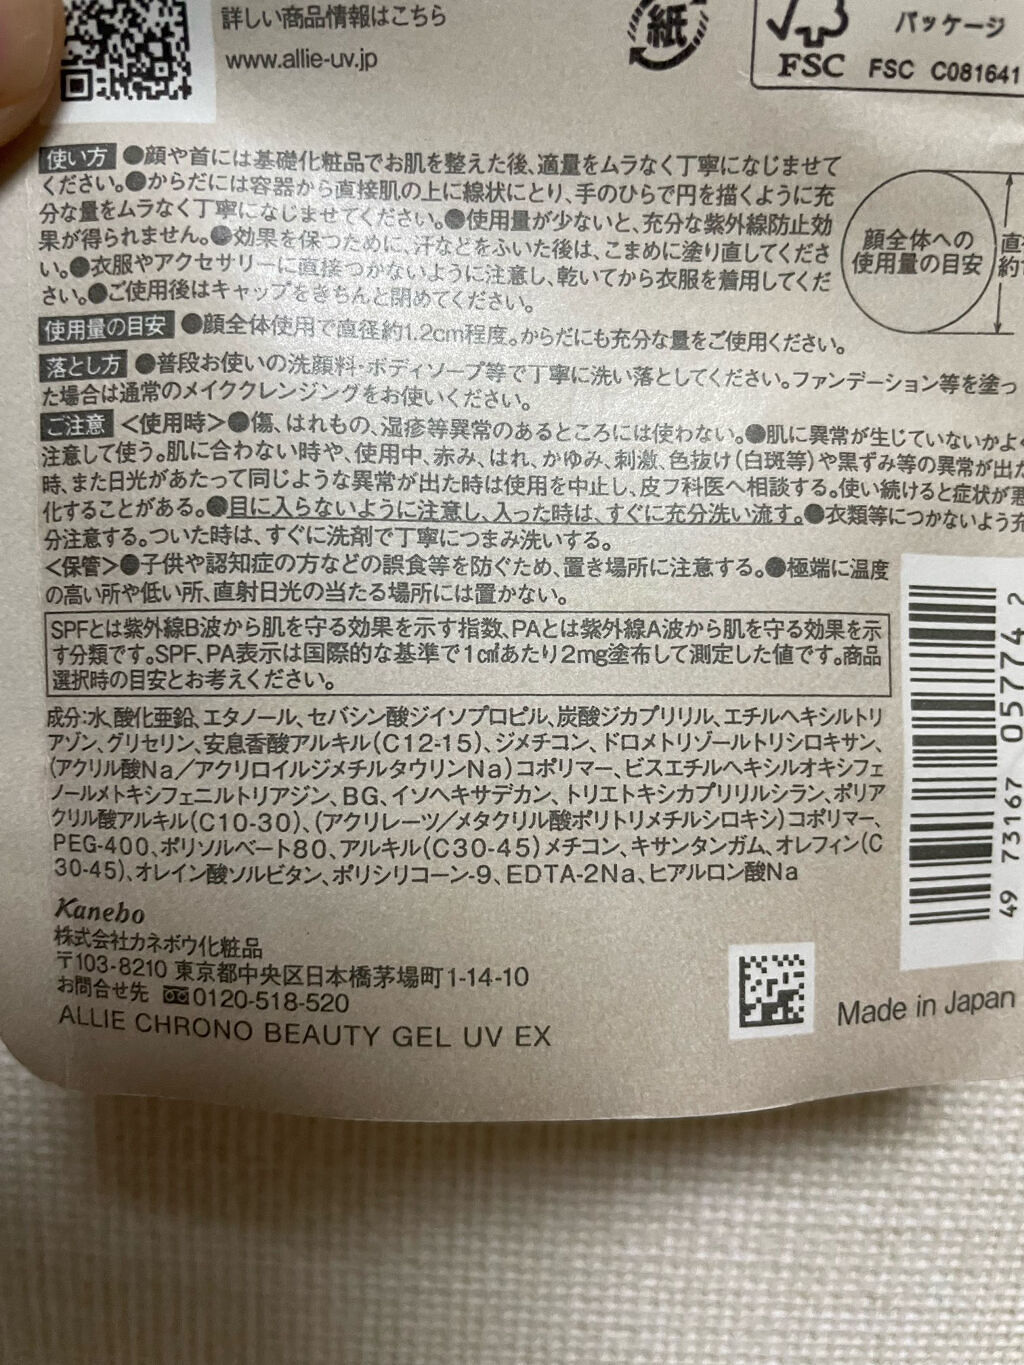 詳しい商品情報はこちら
www.allie-uv.jp
紙
パッケージ
FSC FSC C081641
使い方 ●顔や首には基礎化粧品でお肌を整えた後、適量をムラなく丁寧になじませて
ください。●からだには容器から直接肌の上に線状にとり、手のひらで円を描くように充
分な量をムラなく丁寧になじませてください。●使用量が少ないと、充分な紫外線防止効
果が得られません。●効果を保つために、汗などをふいた後は、こまめに塗り直してくださ
い。●衣服やアクセサリーに直接つかないように注意し、乾いてから衣服を着用してくだ
さい。●ご使用後はキャップをきちんと閉めてください。
顔全体への
使用量の目安
使用量の目安 ●顔全体使用で直径約1.2cm程度。からだにも充分な量をご使用ください。
落とし方 ●普段お使いの洗顔料・ボディソープ等で丁寧に洗い落としてください。ファンデーション等を塗っ
た場合は通常のメイククレンジングをお使いください。
ご注意 <使用時>●傷、はれもの、湿疹等異常のあるところには使わない。●肌に異常が生じていないかよく
注意して使う。肌に合わない時や、使用中、赤み、はれ、かゆみ、刺激、色抜け(白斑等)や黒ずみ等の異常が出た
時、また日光があたって同じような異常が出た時は使用を中止し、皮フ科医へ相談する。使い続けると症状が悪
化することがある。●目に入らないように注意し、入った時は、すぐに充分洗い流す。●衣類等につかないよう充
分注意する。ついた時は、すぐに洗剤で丁寧につまみ洗いする。
<保管>●子供や認知症の方などの誤食等を防ぐため、置き場所に注意する。●極端に温度
の高い所や低い所、直射日光の当たる場所には置かない。
SPFとは紫外線B波から肌を守る効果を示す指数、PAとは紫外線A波から肌を守る効果を示
す分類です。SPF、PA表示は国際的な基準で1㎠あたり2mg塗布して測定した値です。商品
選択時の目安とお考えください。
成分:水、酸化亜鉛、エタノール、セバシン酸ジイソプロピル、炭酸ジカプリリル、エチルヘキシルトリ
アゾン、グリセリン、安息香酸アルキル(C12-15)、ジメチコン、ドロメトリゾールトリシロキサン、
(アクリル酸Na/アクリロイルジメチルタウリンNa)コポリマー、ビスエチルヘキシルオキシフェ
ノールメトキシフェニルトリアジン、BG、イソヘキサデカン、トリエトキシカプリリルシラン、ポリア
クリル酸アルキル(C10-30)、(アクリレーツ/メタクリル酸ポリトリメチルシロキシ)コポリマー、
PEG-400、ポリソルベート80、アルキル(C30-45)メチコン、キサンタンガム、オレフィン(C
30-45)、オレイン酸ソルビタン、ポリシリコーン-9、EDTA-2Na、ヒアルロン酸Na
49 73167 05774 2
Kanebo
株式会社カネボウ化粧品
〒103-8210 東京都中央区日本橋茅場町1-14-10
お問合せ先 0120-518-520
ALLIE CHRONO BEAUTY GEL UV EX
Made in Japan